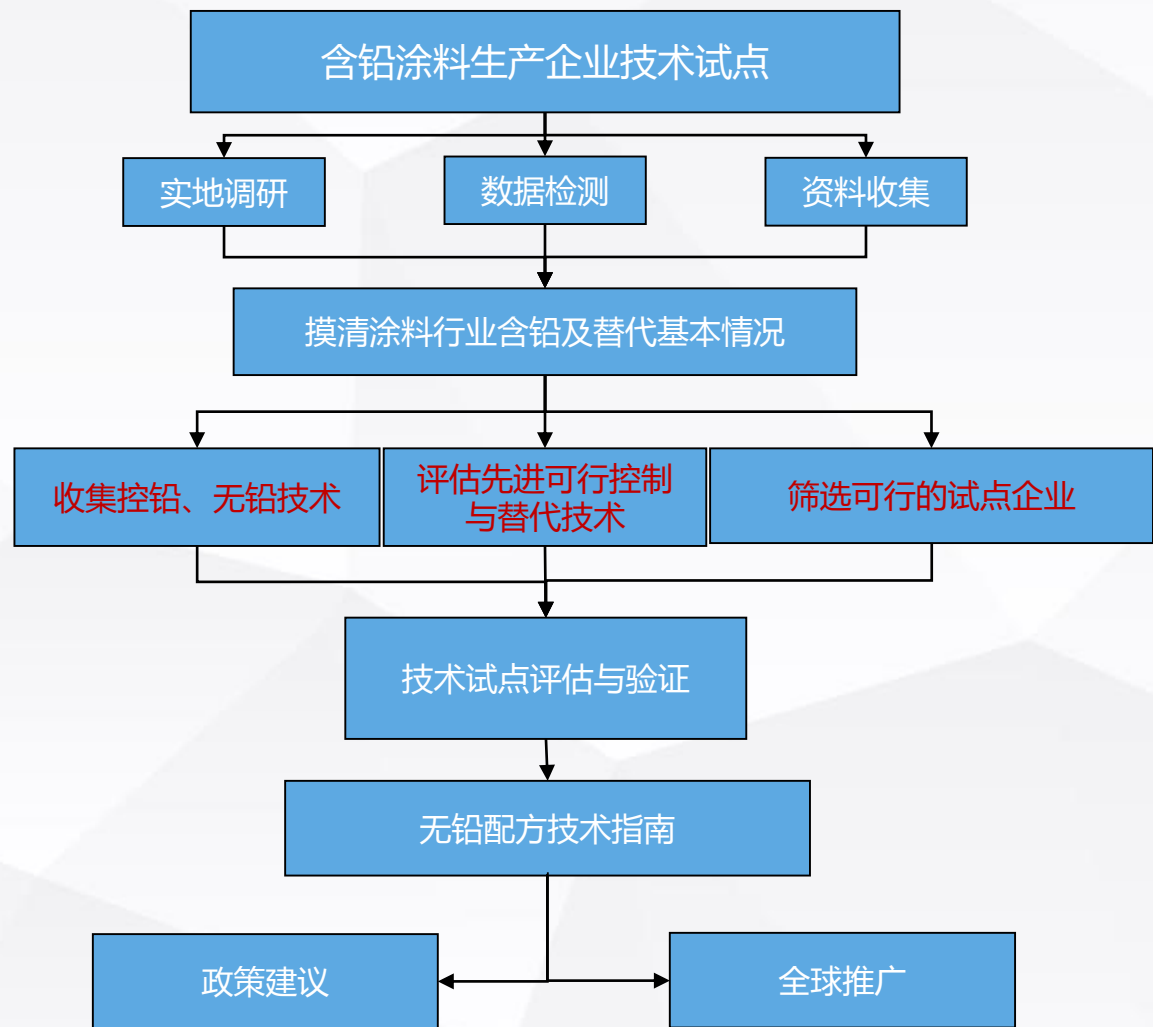 含铅涂料生产企业技术试点
实地调研
数据检测
资料收集
摸清涂料行业含铅及替代基本情况
收集控铅、无铅技术
评估先进可行控制
与替代技术
筛选可行的试点企业
技术试点评估与验证
无铅配方技术指南
政策建议
全球推广